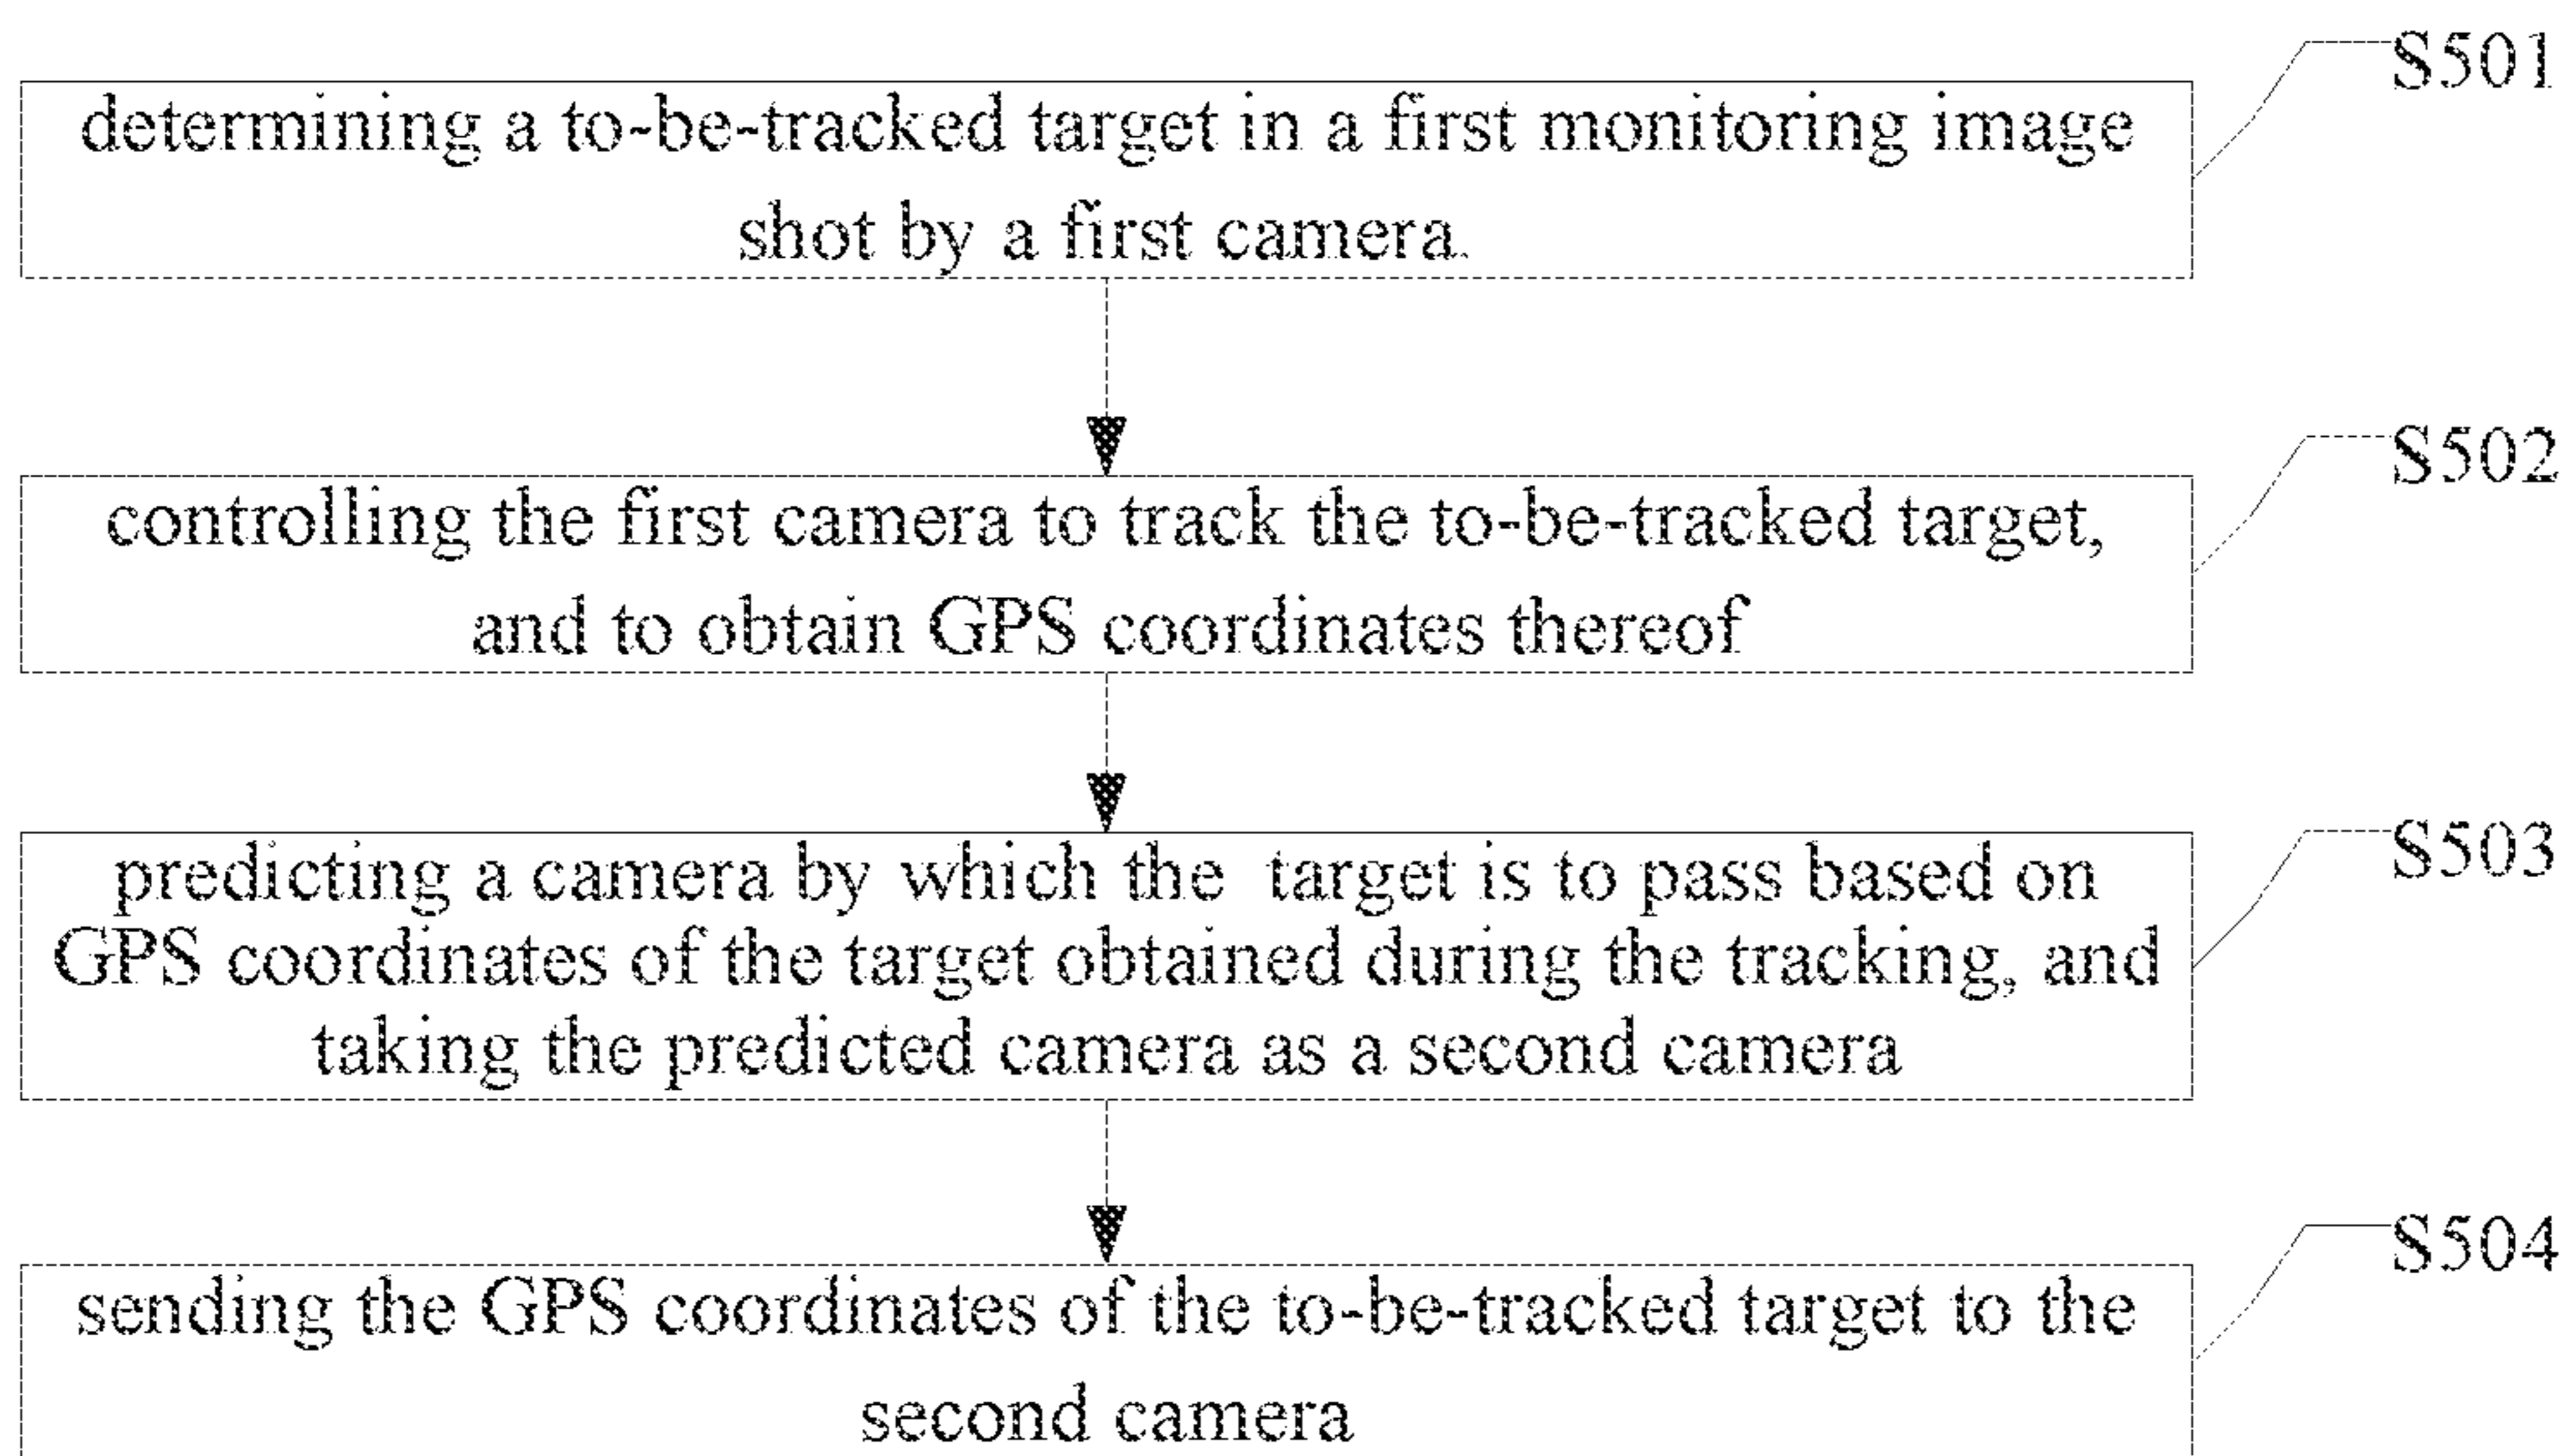 S501
determining a to-be-tracked target in a first monitoring image
shot by a first camera.
S502
controlling the first camera to track the to-be-tracked target,
and to obtain GPS coordinates thereof
S503
predicting a camera by which the target is to pass based on
GPS coordinates of the target obtained during the tracking, and
taking the predicted camera as a second camera
S504
sending the GPS coordinates of the to-be-tracked target to the
second camera